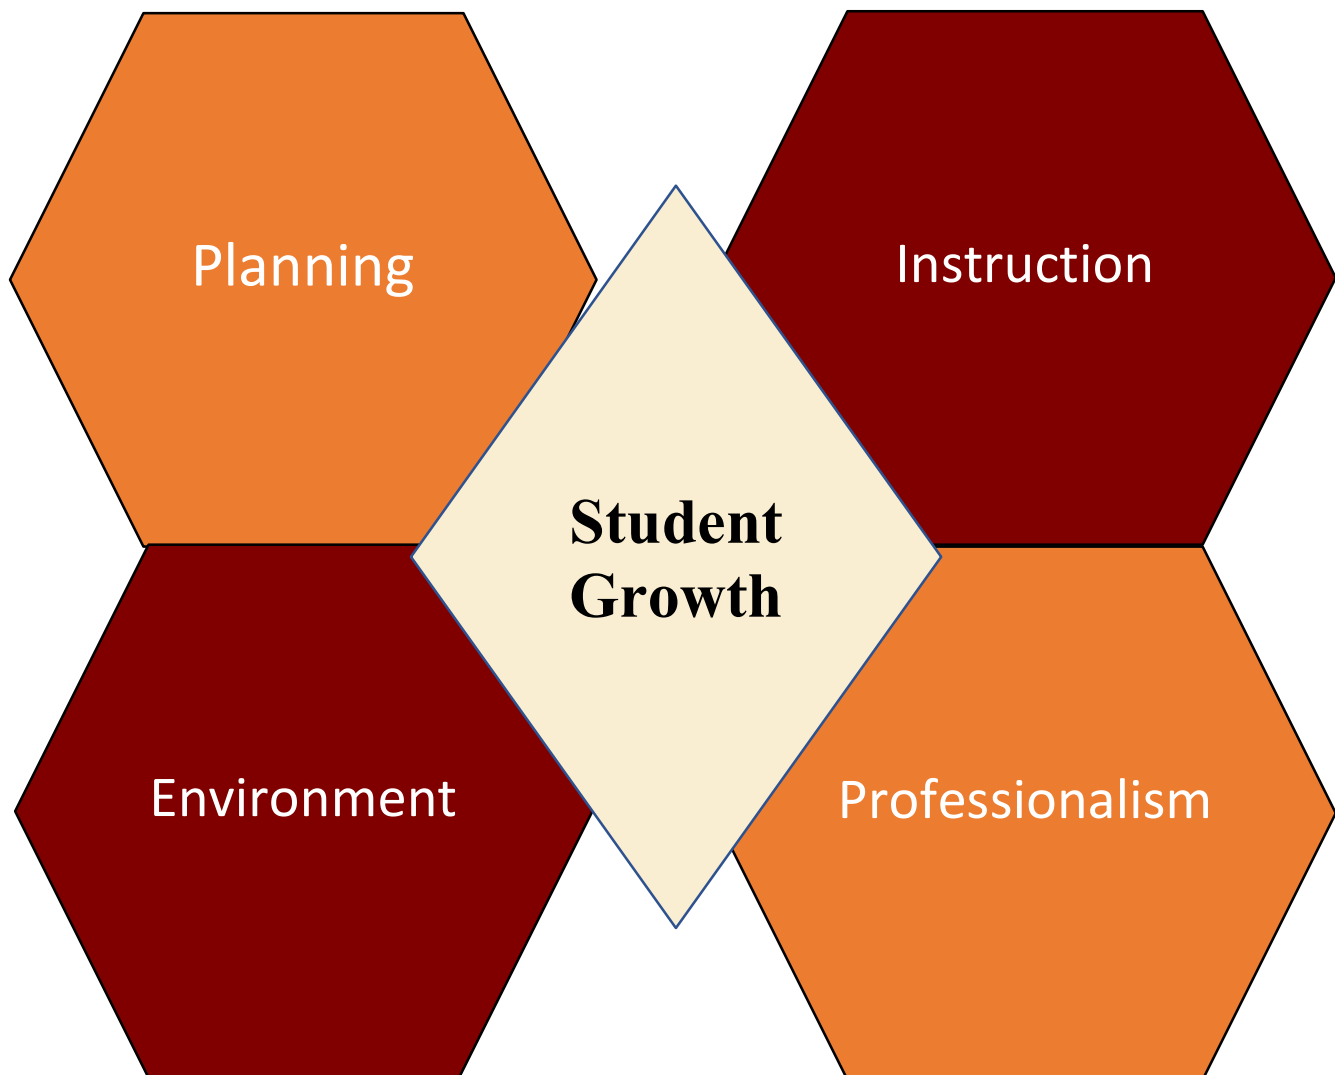 Planning
Instruction
Student
Growth
Environment
Professionalism